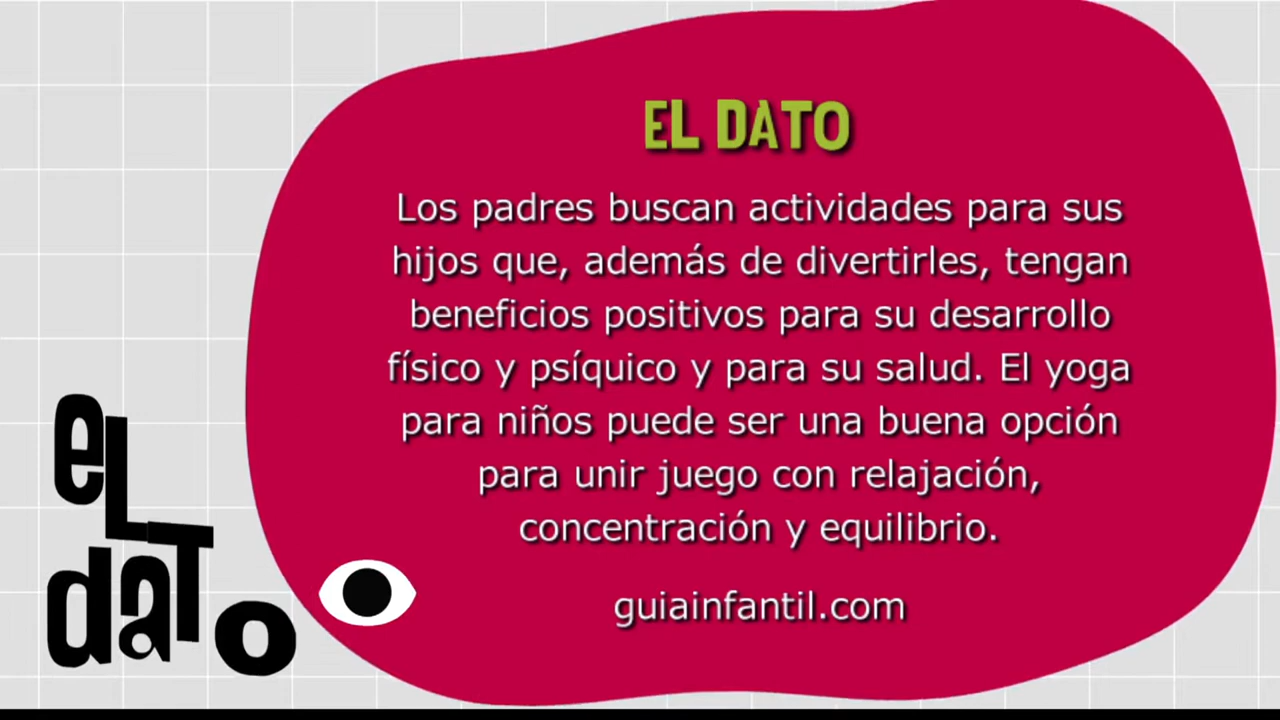 EL DATO
Los padres buscan actividades para sus
hijos que, además de divertirles, tengan
beneficios positivos para su desarrollo
físico y psíquico y para su salud. El yoga
para niños puede ser una buena opción
para unir juego con relajación,
concentración y equilibrio.
guiainfantil.com
eL
daTo